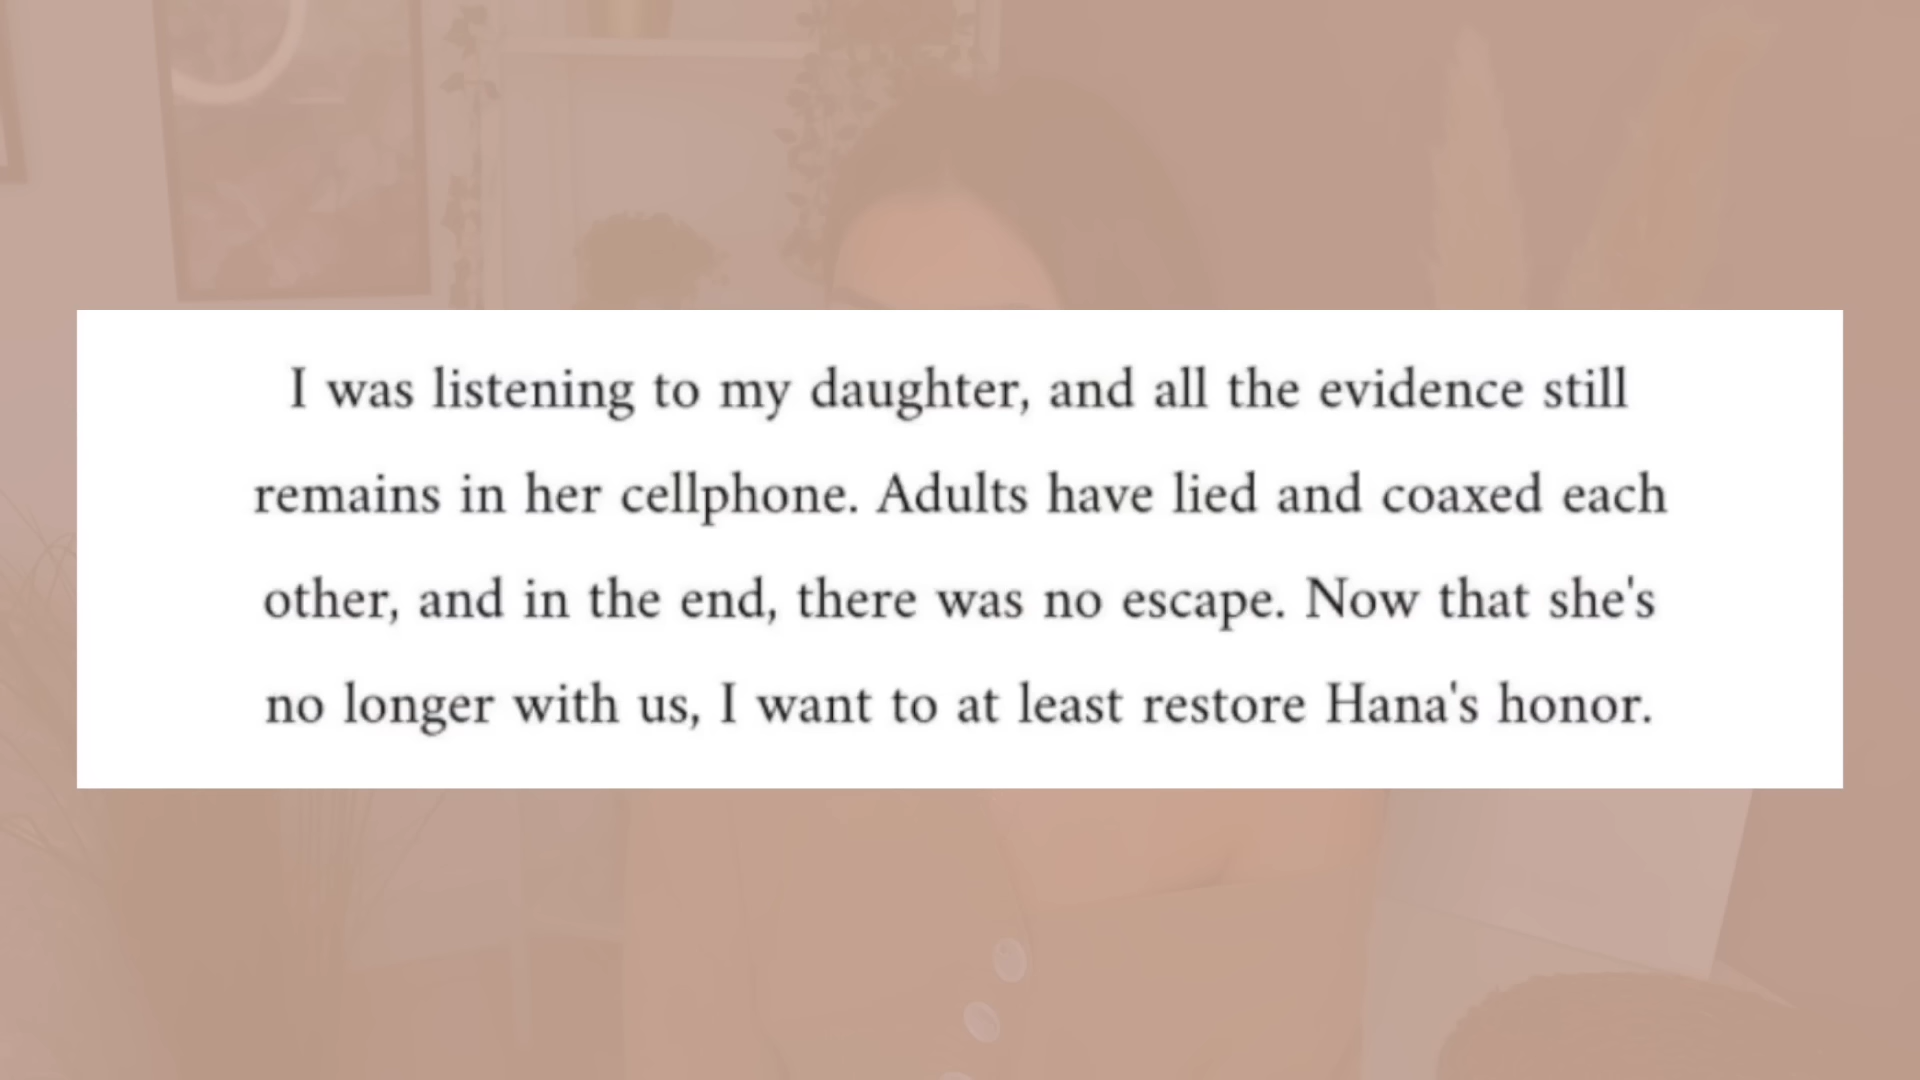 I was listening to my daughter, and all the evidence still
remains in her cellphone. Adults have lied and coaxed each
other, and in the end, there was no escape. Now that she's
no longer with us, I want to at least restore Hana's honor.